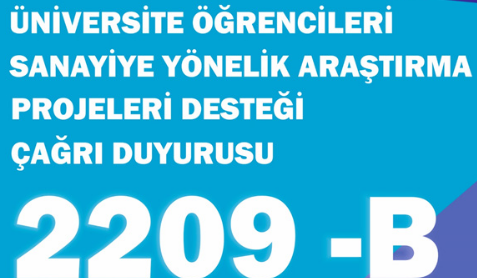 ÜNİVERSİTE ÖĞRENCİLERİ
SANAYİYE YÖNELİK ARAŞTIRMA
PROJELERİ DESTEĞİ
ÇAĞRI DUYURUSU
2209 -B